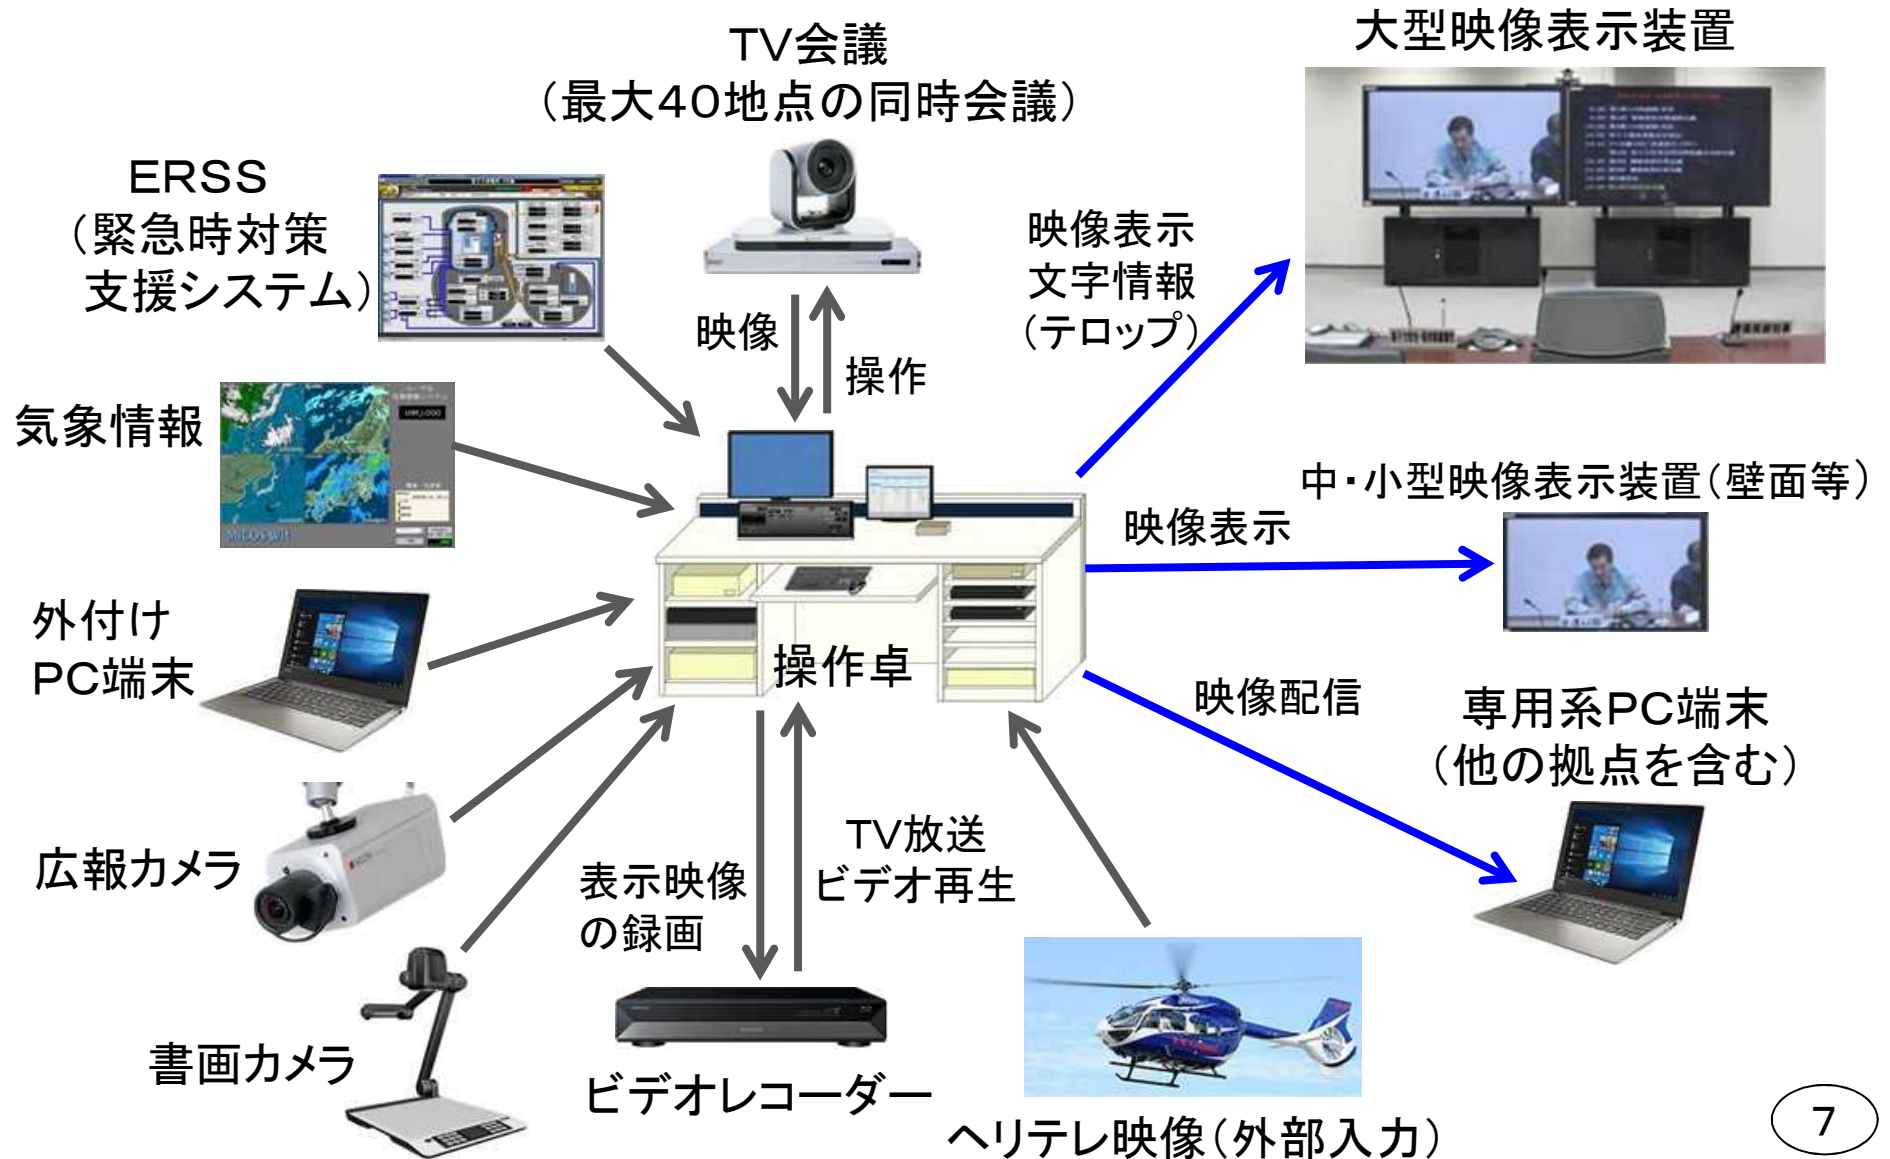 TV会議
（最大40地点の同時会議）
大型映像表示装置
ERSS
（緊急時対策
支援システム）
映像表示
文字情報
（テロップ）
映像
操作
気象情報
中・小型映像表示装置（壁面等）
映像表示
外付け
PC端末
操作卓
映像配信
専用系PC端末
（他の拠点を含む）
広報カメラ
表示映像
の録画
TV放送
ビデオ再生
書画カメラ
ビデオレコーダー
ヘリテレ映像（外部入力）
7